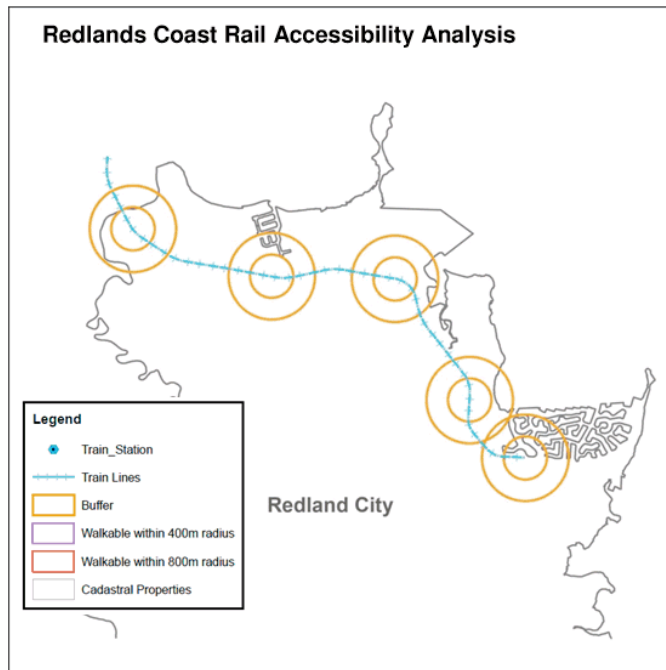 Redlands Coast Rail Accessibility Analysis
Redland City
Legend
Train_Station
Train Lines
Buffer
Walkable within 400m radius
Walkable within 800m radius
Cadastral Properties